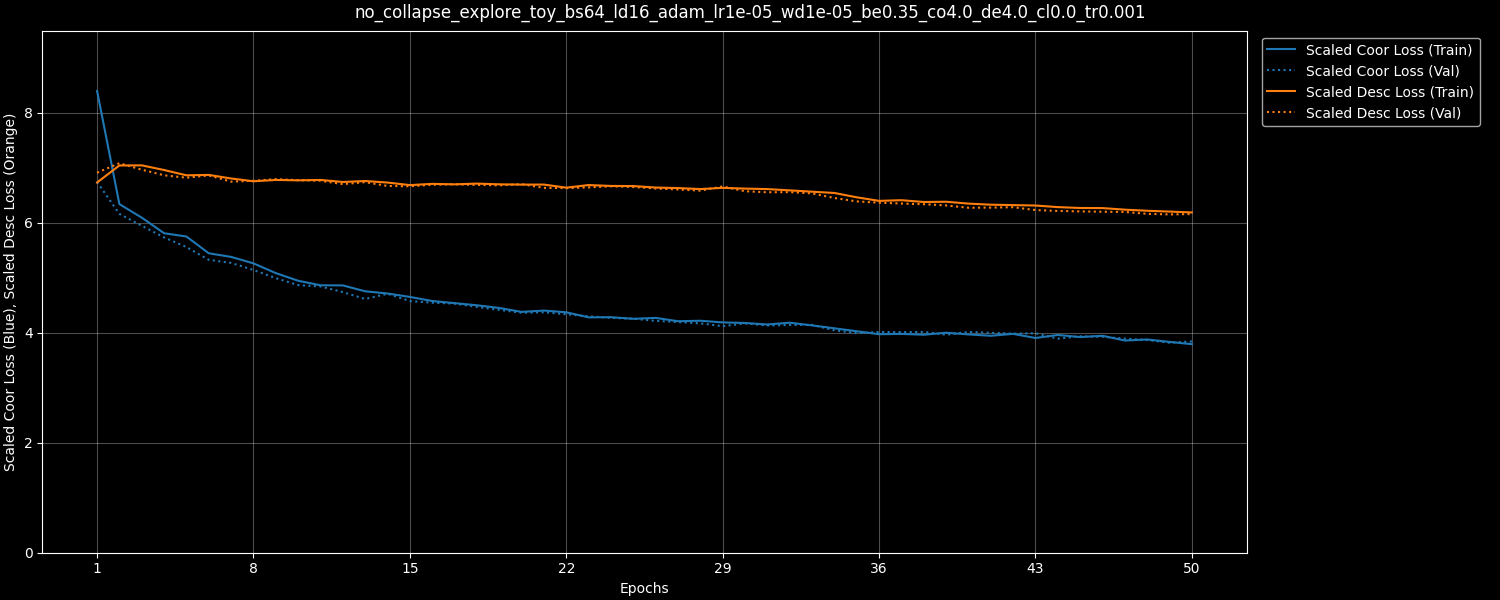 no_collapse_explore_toy_bs64_ld16_adam_lr1e-05_wd1e-05_be0.35_co4.0_de4.0_cl0.0_tr0.001
Scaled Coor Loss (Blue), Scaled Desc Loss (Orange)
8
6
4
2
0
1 8 15 22 29 36 43 50
Epochs
Scaled Coor Loss (Train)
Scaled Coor Loss (Val)
Scaled Desc Loss (Train)
Scaled Desc Loss (Val)